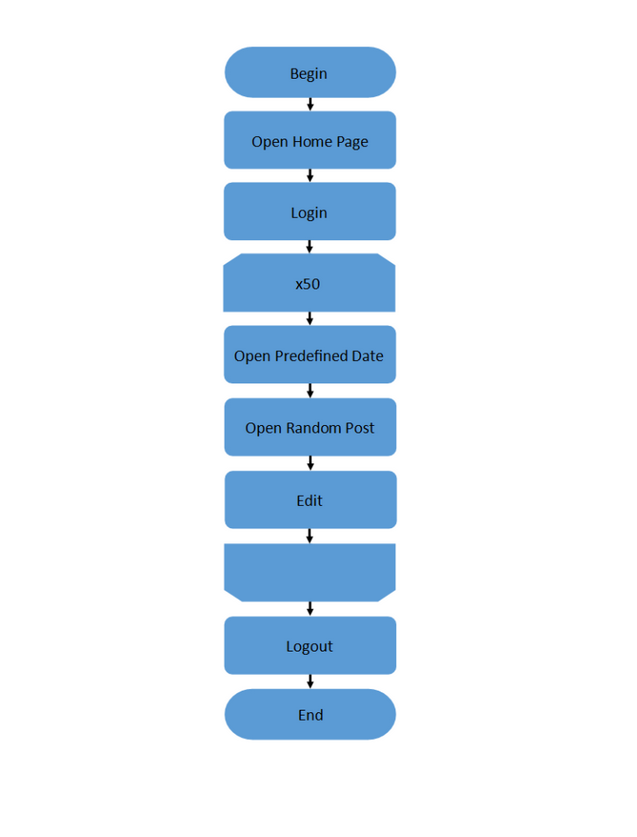 Begin
Open Home Page
Login
x50
Open Predefined Date
Open Random Post
Edit
Logout
End